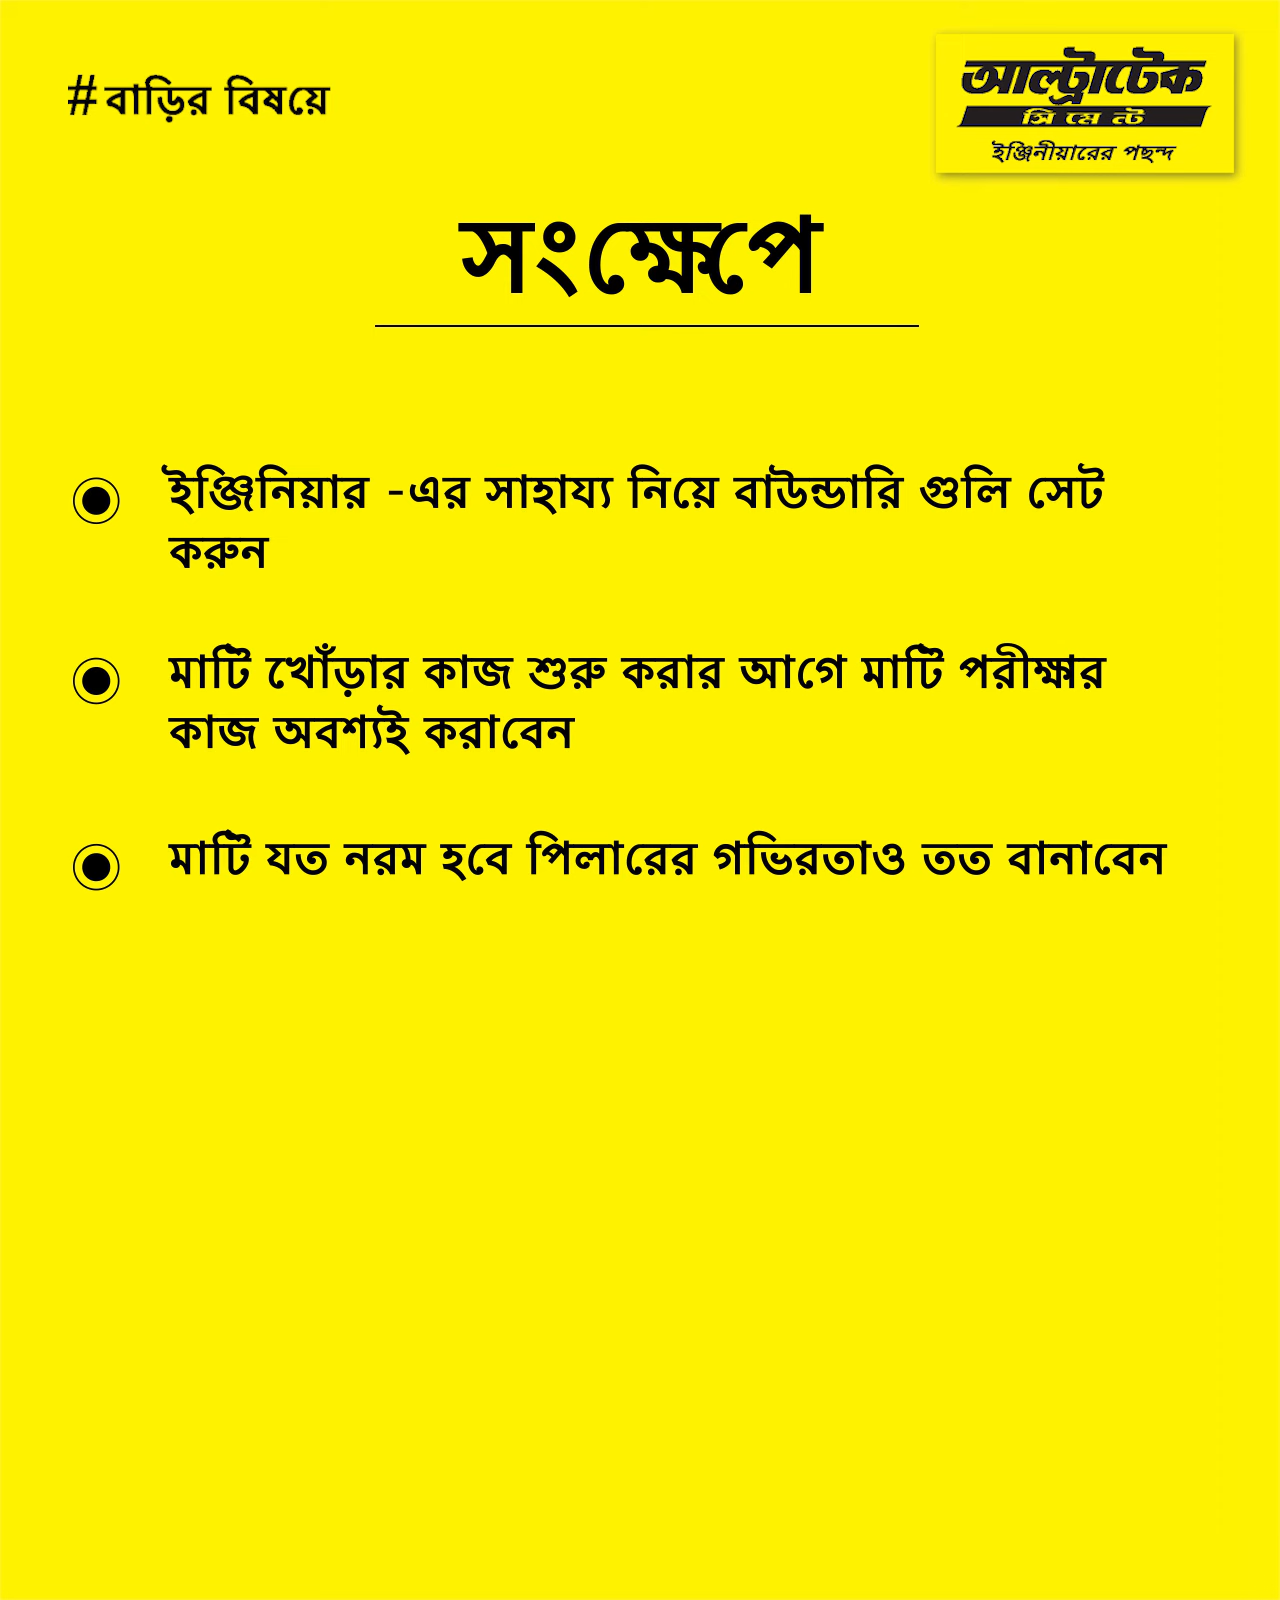 #বাড়ির বিষয়ে
আল্ট্রাটেক
সিমেন্ট
ইঞ্জিনীয়ারের পছন্দ
সংক্ষেপে
ইঞ্জিনিয়ার -এর সাহায্য নিয়ে বাউন্ডারি গুলি সেট
করুন
মাটি খোঁড়ার কাজ শুরু করার আগে মাটি পরীক্ষার
কাজ অবশ্যই করাবেন
মাটি যত নরম হবে পিলারের গভিরতাও তত বানাবেন